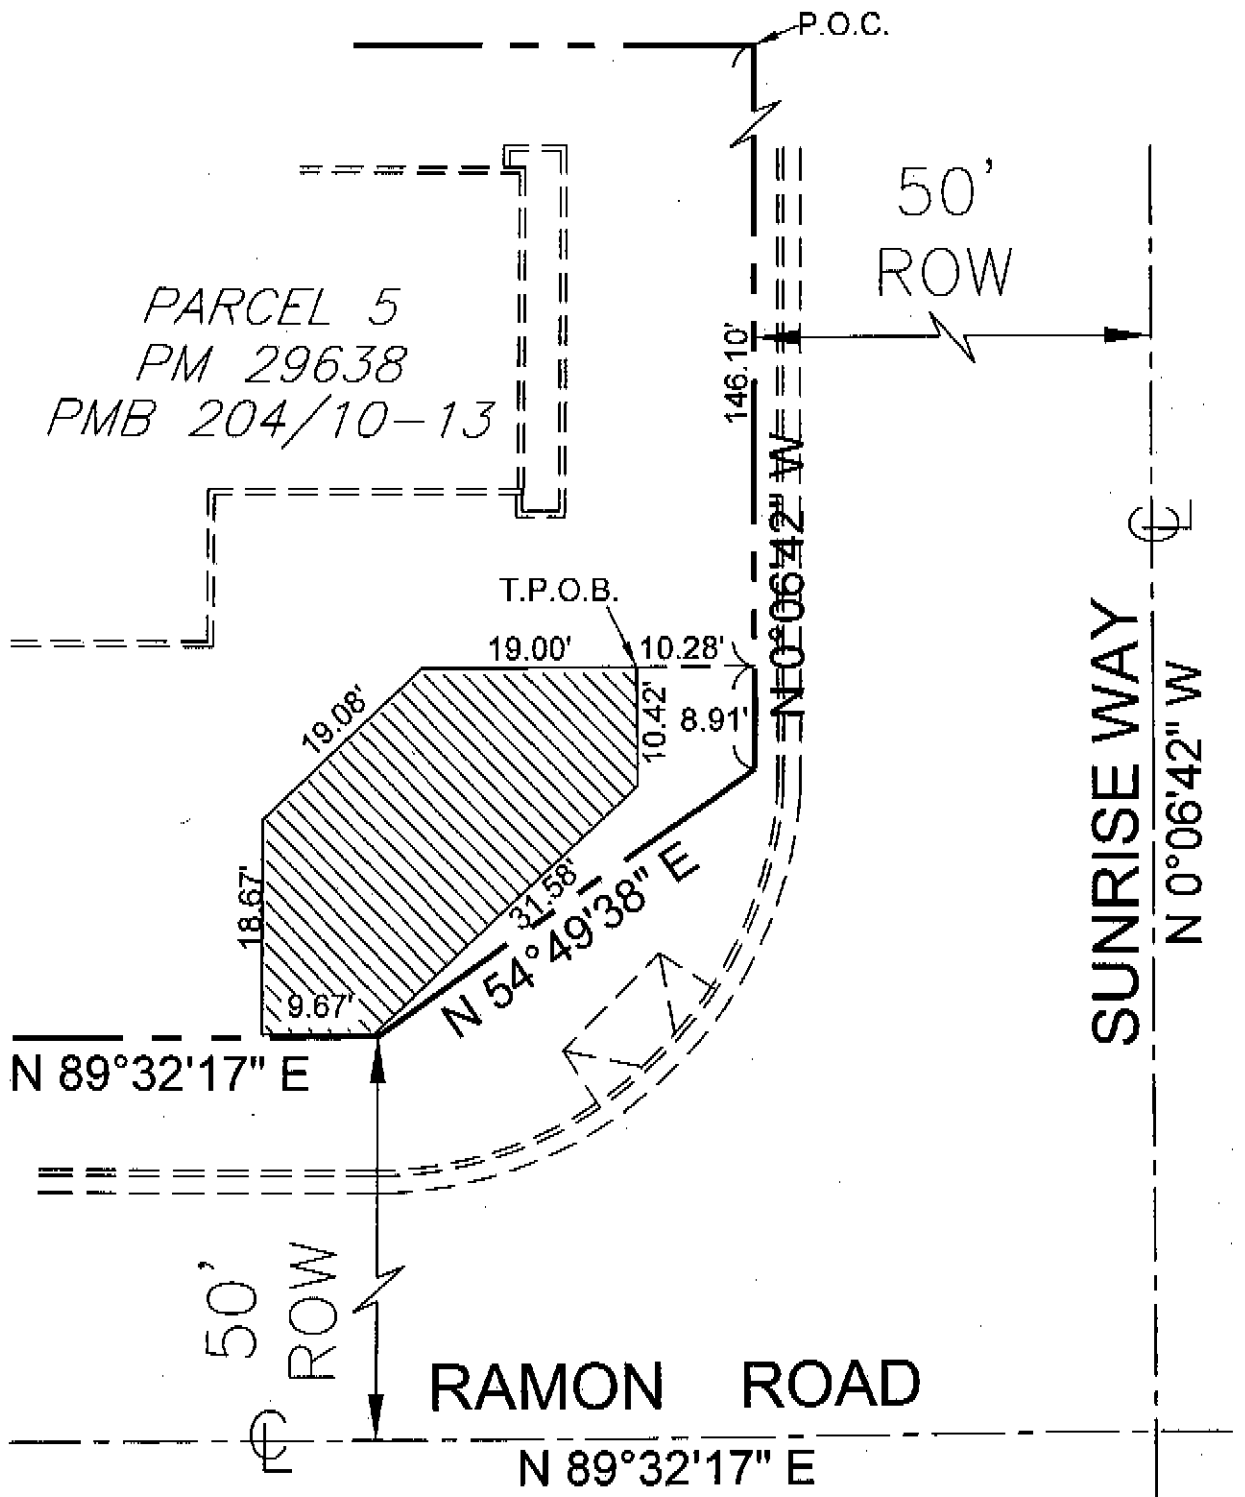 P.O.C.
50'
ROW
PARCEL 5
PM 29638
PMB 204/10-13
146.10'
N 0°06'42" W
T.P.O.B.
19.00'
10.28'
19.08'
10.42'
8.91'
18.67'
31.58'
9.67'
N 54°49'38" E
N 89°32'17" E
SUNRISE WAY
N 0°06'42" W
CL
50'
ROW
RAMON ROAD
CL
N 89°32'17" E